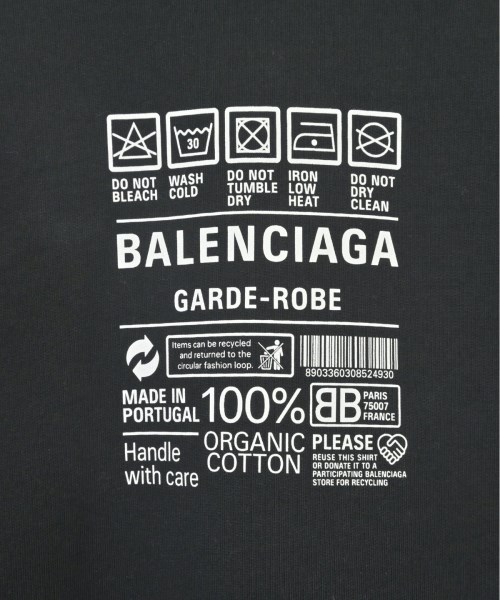 30
DO NOT
BLEACH
WASH
COLD
DO NOT
TUMBLE
DRY
IRON
LOW
HEAT
DO NOT
DRY
CLEAN
BALENCIAGA
GARDE-ROBE
Items can be recycled
and returned to the
circular fashion loop.
8903360308524930
MADE IN
PORTUGAL
100%
BB
PARIS
75007
FRANCE
Handle
with care
ORGANIC
COTTON
PLEASE
REUSE THIS SHIRT
OR DONATE IT TO A
PARTICIPATING BALENCIAGA
STORE FOR RECYCLING